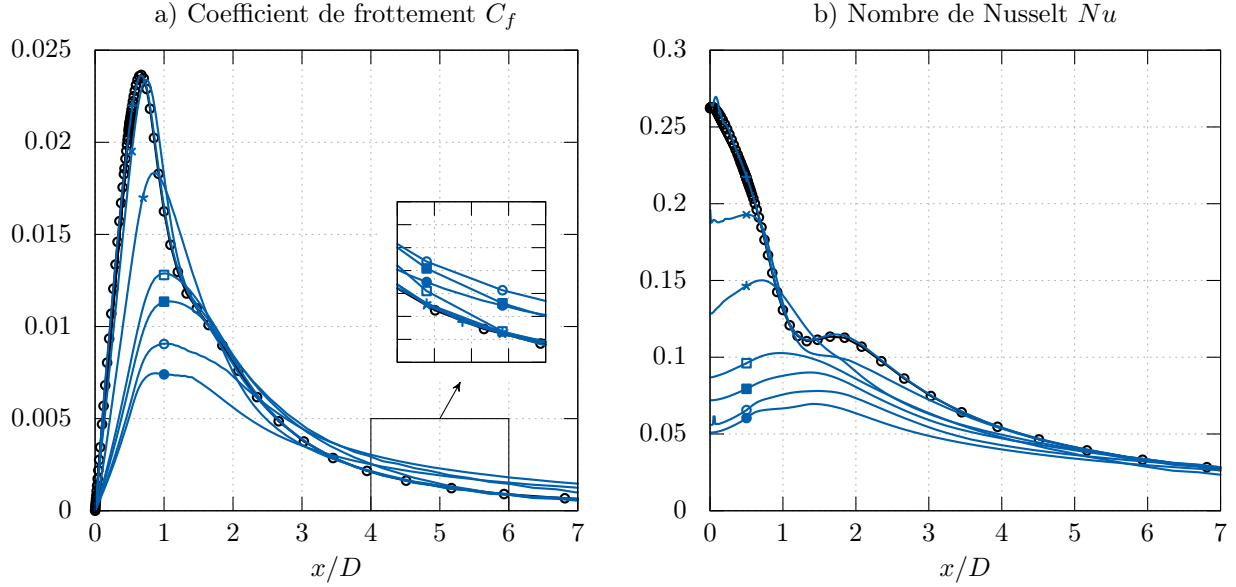 a) Coefficient de frottement C_f
0.025
0.02
0.015
0.01
0.005
0
0 1 2 3 4 5 6 7
x/D
b) Nombre de Nusselt Nu
0.3
0.25
0.2
0.15
0.1
0.05
0
0 1 2 3 4 5 6 7
x/D